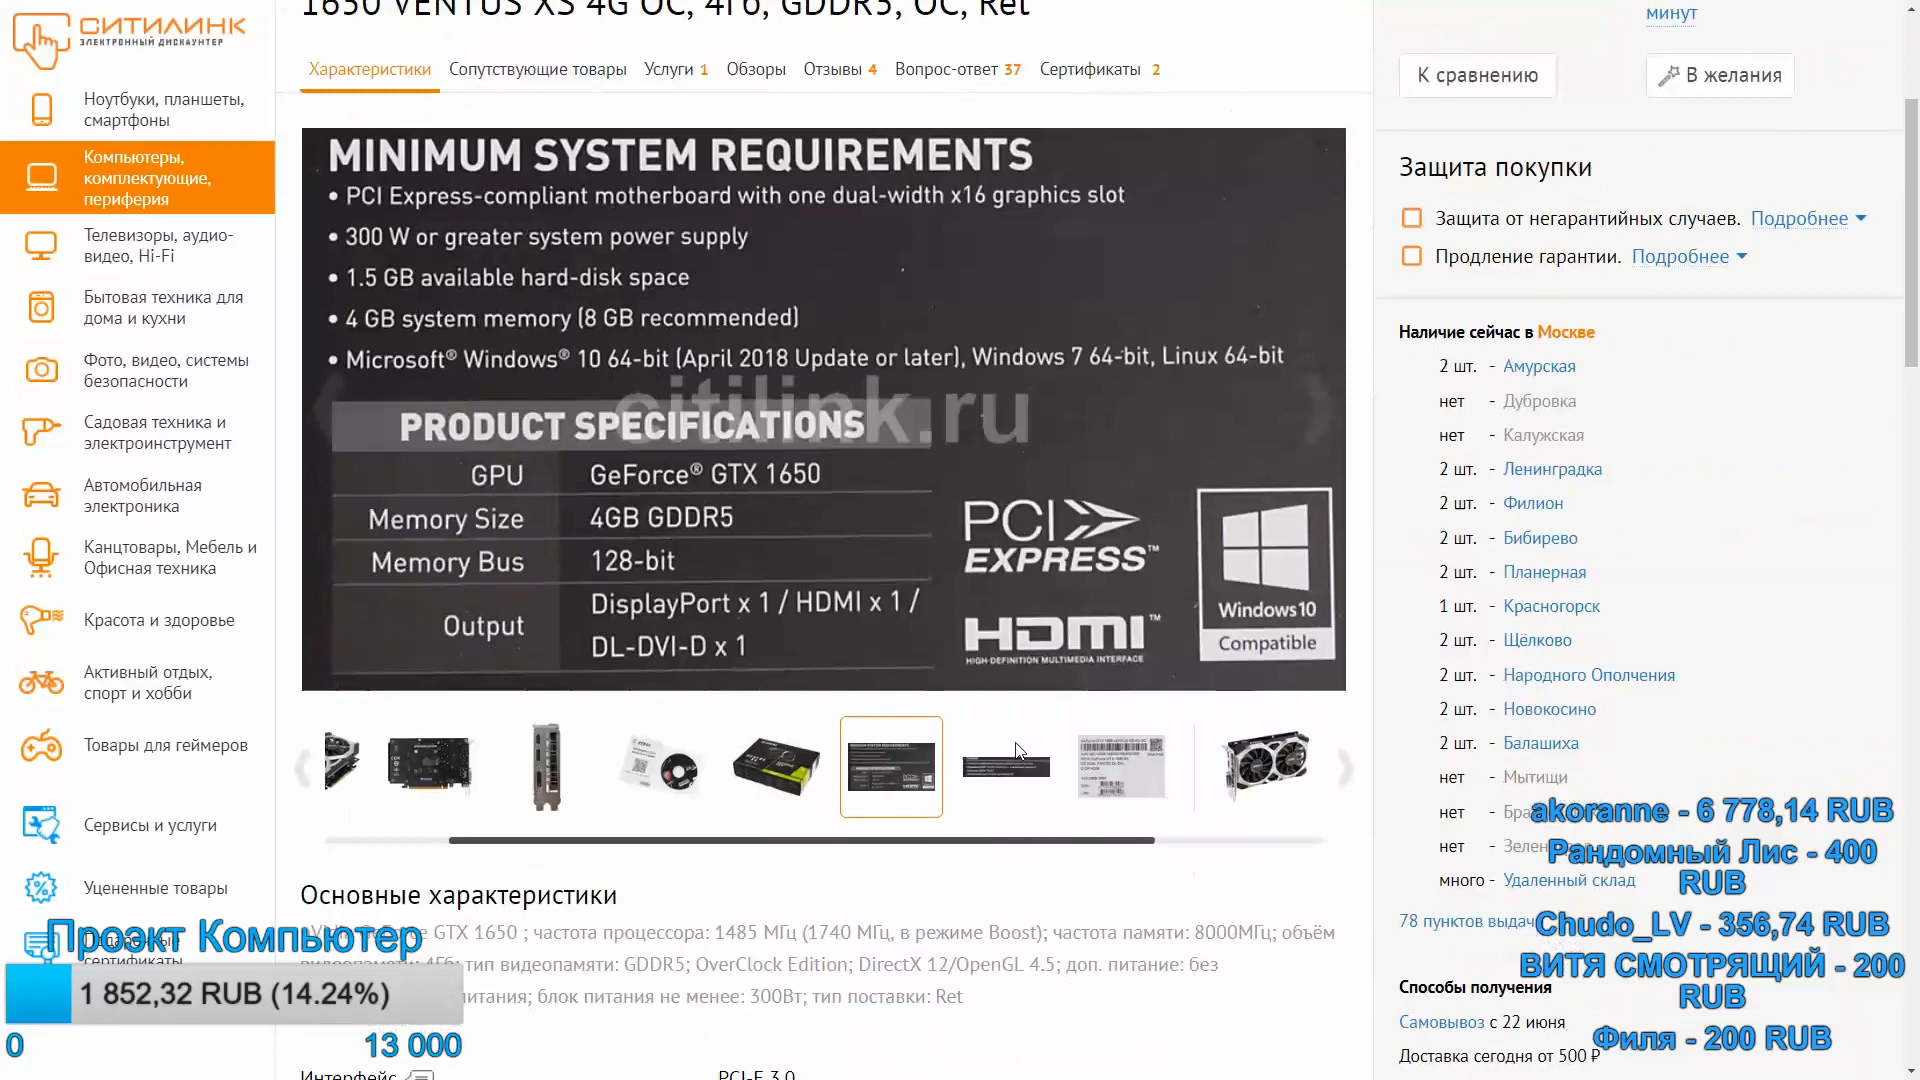 СИТИЛИНК
ЭЛЕКТРОННЫЙ ДИСКАУНТЕР
Ноутбуки, планшеты,
смартфоны
Компьютеры,
комплектующие,
периферия
Телевизоры, аудио-
видео, Hi-Fi
Бытовая техника для
дома и кухни
Фото, видео, системы
безопасности
Садовая техника и
электроинструмент
Автомобильная
электроника
Канцтовары, Мебель и
Офисная техника
Красота и здоровье
Активный отдых,
спорт и хобби
Товары для геймеров
Сервисы и услуги
Уцененные товары
Подарочные
сертификаты
Проэкт Компьютер
1 852,32 RUB (14.24%)
0 13 000
1650 VENTUS XS 4G OC, 4Гб, GDDR5, OC, Ret
Характеристики Сопутствующие товары Услуги 1 Обзоры Отзывы 4 Вопрос-ответ 37 Сертификаты 2
MINIMUM SYSTEM REQUIREMENTS
• PCI Express-compliant motherboard with one dual-width x16 graphics slot
• 300 W or greater system power supply
• 1.5 GB available hard-disk space
• 4 GB system memory (8 GB recommended)
• Microsoft® Windows® 10 64-bit (April 2018 Update or later), Windows 7 64-bit, Linux 64-bit
citilink.ru
PRODUCT SPECIFICATIONS
GPU GeForce® GTX 1650
Memory Size 4GB GDDR5
Memory Bus 128-bit
Output DisplayPort x 1 / HDMI x 1 /
DL-DVI-D x 1
PCI
EXPRESS™
HDMI™
HIGH-DEFINITION MULTIMEDIA INTERFACE
Windows 10
Compatible
Основные характеристики
GTX 1650 ; частота процессора: 1485 МГц (1740 МГц, в режиме Boost); частота памяти: 8000МГц; объём
видеопамяти: 4Гб; тип видеопамяти: GDDR5; OverClock Edition; DirectX 12/OpenGL 4.5; доп. питание: без
питания; блок питания не менее: 300Вт; тип поставки: Ret
Интерфейс PCI-E 3.0
минут
К сравнению В желания
Защита покупки
Защита от негарантийных случаев. Подробнее
Продление гарантии. Подробнее
Наличие сейчас в Москве
2 шт. - Амурская
нет - Дубровка
нет - Калужская
2 шт. - Ленинградка
2 шт. - Филион
2 шт. - Бибирево
2 шт. - Планерная
1 шт. - Красногорск
2 шт. - Щёлково
2 шт. - Народного Ополчения
2 шт. - Новокосино
2 шт. - Балашиха
нет - Мытищи
нет -
нет -
много - Удаленный склад
78 пунктов выдачи
Способы получения
Самовывоз с 22 июня
Доставка сегодня от 500 ₽
akoranne - 6 778,14 RUB
Рандомный Лис - 400
RUB
Chudo_LV - 356,74 RUB
ВИТЯ СМОТРЯЩИЙ - 200
RUB
Филя - 200 RUB